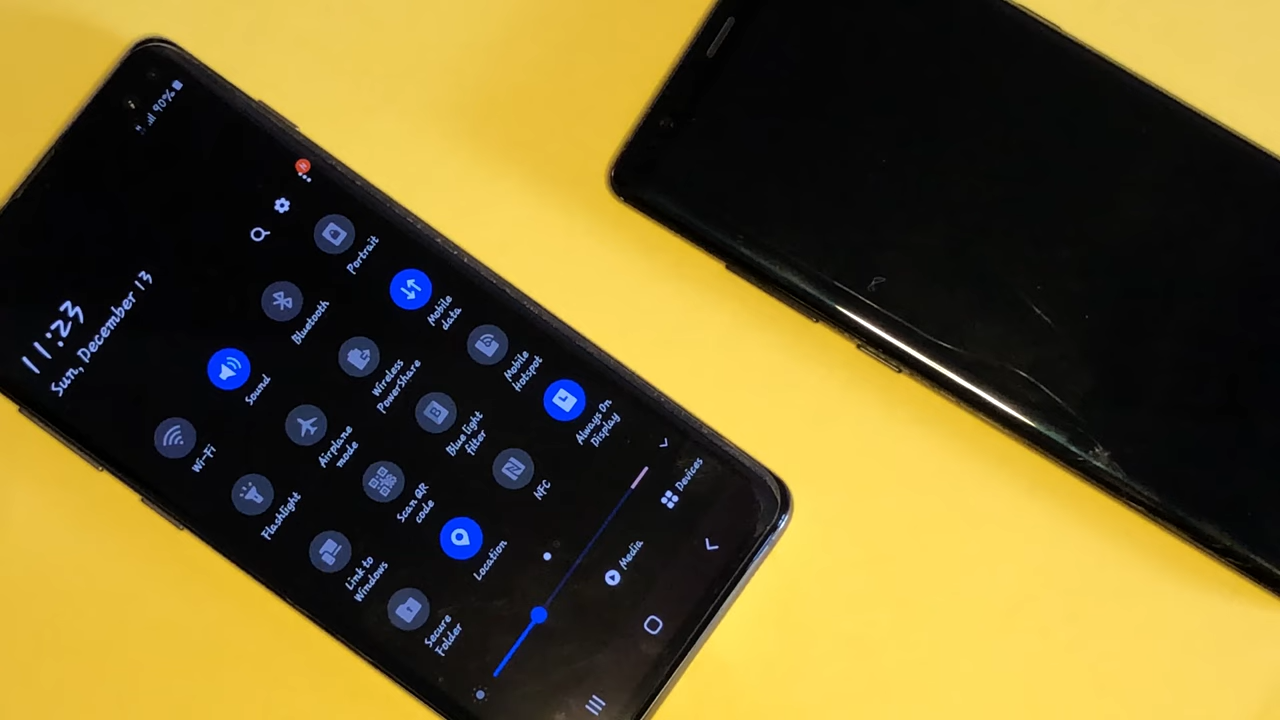 90%
N
11:23
Sun, December 13
Wi-Fi
Sound
Bluetooth
Portrait
Flashlight
Airplane
mode
Wireless
PowerShare
Mobile
data
Link to
Windows
Scan QR
code
B
Blue light
filter
Mobile
Hotspot
Secure
Folder
Location
NFC
Always On
Display
Media
Devices